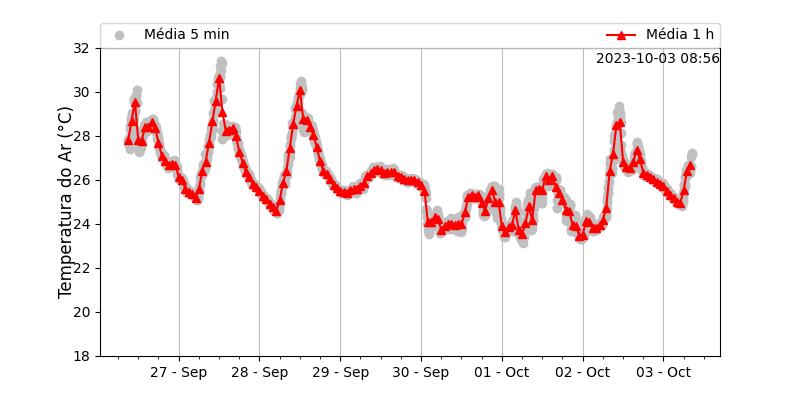 Média 5 min
Média 1 h
2023-10-03 08:56
Temperatura do Ar (°C)
32
30
28
26
24
22
20
18
27 - Sep
28 - Sep
29 - Sep
30 - Sep
01 - Oct
02 - Oct
03 - Oct